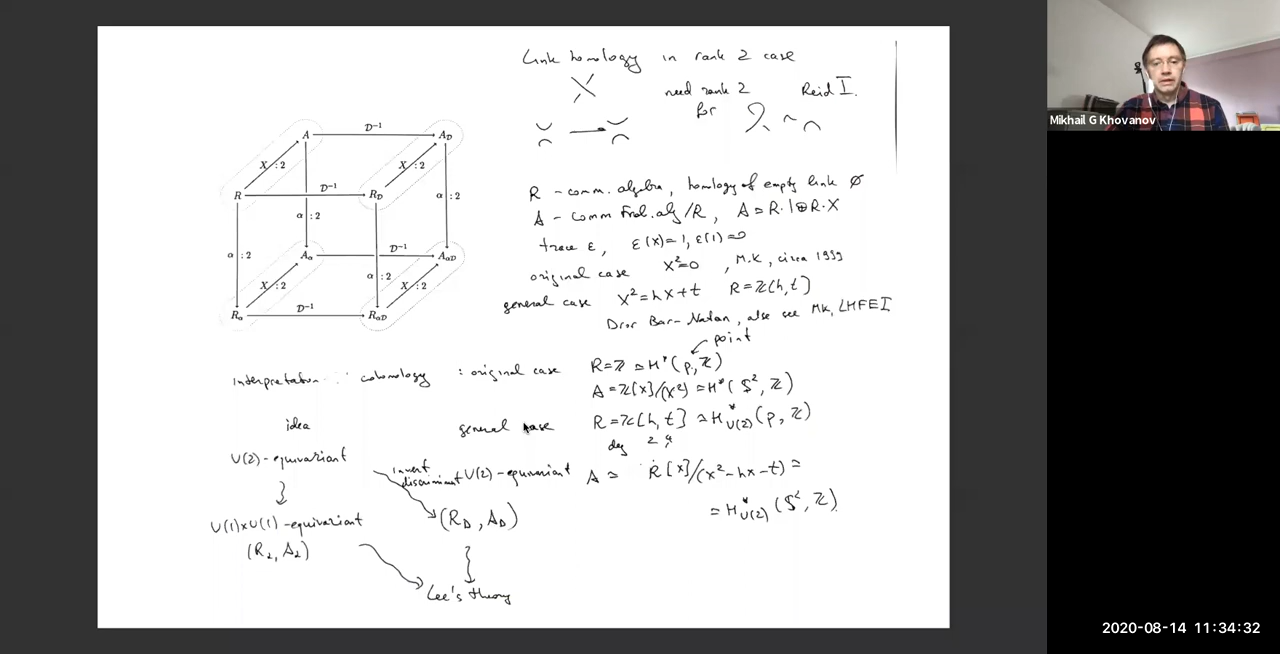 Link homology in rank 2 case
need rank 2 Reid I.
for
A D⁻¹ A_D
X :2 X :2
R D⁻¹ R_D
α :2 α :2
R - comm. algebra, homology of empty link ∅
A - comm Frob. alg/R, A = R·1⊕R·X
trace ε, ε(x)=1, ε(1)=0
original case X²=0, M.K, circa 1999
general case X²=hX+t R=ℤ[h,t]
Dror Bar-Natan, also see MK, LHFEI
α :2 A_α D⁻¹ α :2 A_αD
X :2 X :2
R_α D⁻¹ R_αD
point
Interpretation : cohomology : original case R=ℤ ≃ H*(p,ℤ)
A = ℤ[x]/(x²) ≃ H*(S², ℤ)
idea general case R = ℤ[h,t] ≃ H*_U(2)(p, ℤ)
deg 2 4
U(2)-equivariant
invert discriminant U(2)-equivariant A ≃ R[x]/(x²-hx-t) ≃
≃ H*_U(2)(S², ℤ)
U(1)×U(1)-equivariant (R_D, A_D)
(R₂, A₂)
Lee's theory
Mikhail G Khovanov
2020-08-14 11:34:32